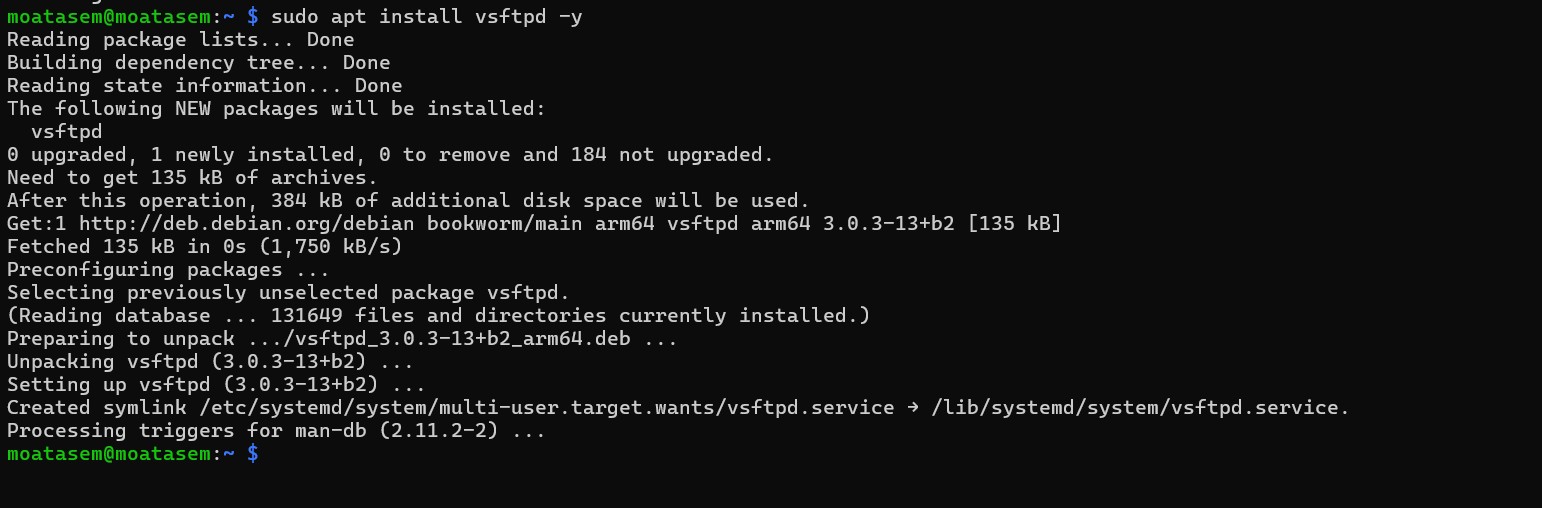 moatasem@moatasem:~ $ sudo apt install vsftpd -y
Reading package lists... Done
Building dependency tree... Done
Reading state information... Done
The following NEW packages will be installed:
  vsftpd
0 upgraded, 1 newly installed, 0 to remove and 184 not upgraded.
Need to get 135 kB of archives.
After this operation, 384 kB of additional disk space will be used.
Get:1 http://deb.debian.org/debian bookworm/main arm64 vsftpd arm64 3.0.3-13+b2 [135 kB]
Fetched 135 kB in 0s (1,750 kB/s)
Preconfiguring packages ...
Selecting previously unselected package vsftpd.
(Reading database ... 131649 files and directories currently installed.)
Preparing to unpack .../vsftpd_3.0.3-13+b2_arm64.deb ...
Unpacking vsftpd (3.0.3-13+b2) ...
Setting up vsftpd (3.0.3-13+b2) ...
Created symlink /etc/systemd/system/multi-user.target.wants/vsftpd.service → /lib/systemd/system/vsftpd.service.
Processing triggers for man-db (2.11.2-2) ...
moatasem@moatasem:~ $